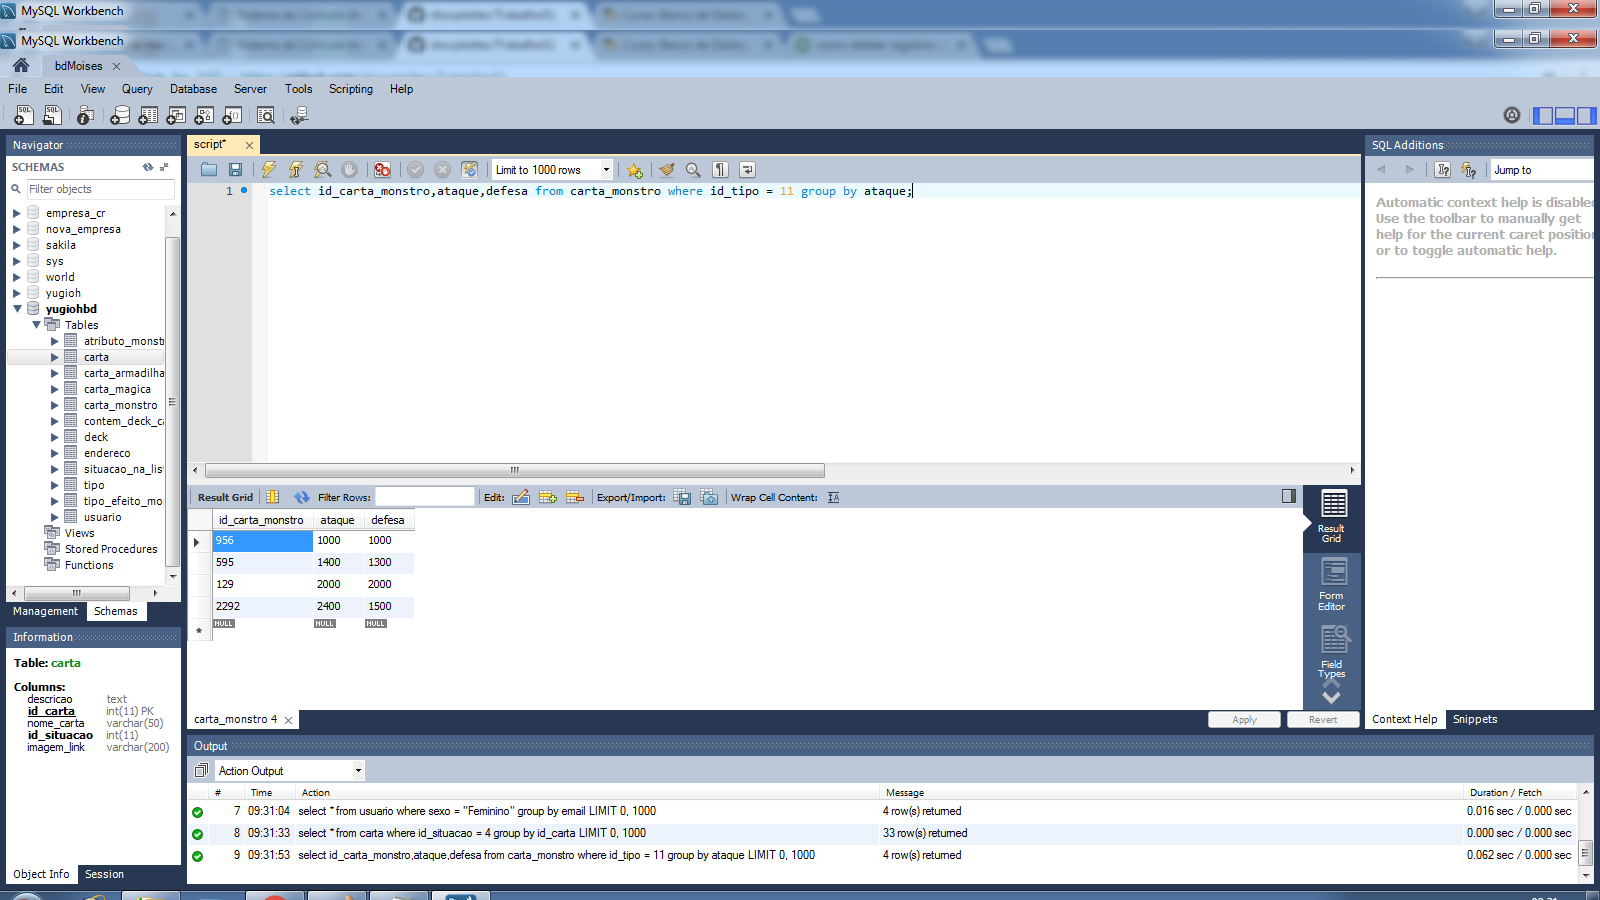 MySQL Workbench
MySQL Workbench
bdMoises
File Edit View Query Database Server Tools Scripting Help
Navigator
SCHEMAS
Filter objects
empresa_cr
nova_empresa
sakila
sys
world
yugioh
yugiohbd
Tables
atributo_monst
carta
carta_armadilha
carta_magica
carta_monstro
contem_deck_ca
deck
endereco
situacao_na_lis
tipo
tipo_efeito_mo
usuario
Views
Stored Procedures
Functions
Management Schemas
Information
Table: carta
Columns:
descricao text
id_carta int(11) PK
nome_carta varchar(50)
id_situacao int(11)
imagem_link varchar(200)
Object Info Session
script*
Limit to 1000 rows
1 select id_carta_monstro,ataque,defesa from carta_monstro where id_tipo = 11 group by ataque;
Result Grid Filter Rows: Edit: Export/Import: Wrap Cell Content:
id_carta_monstro ataque defesa
956 1000 1000
595 1400 1300
129 2000 2000
2292 2400 1500
NULL NULL NULL
Result
Grid
Form
Editor
Field
Types
carta_monstro 4
Apply Revert
SQL Additions
Jump to
Automatic context help is disabled
Use the toolbar to manually get
help for the current caret position
or to toggle automatic help.
Context Help Snippets
Output
Action Output
# Time Action Message Duration / Fetch
7 09:31:04 select * from usuario where sexo = "Feminino" group by email LIMIT 0, 1000 4 row(s) returned 0.016 sec / 0.000 sec
8 09:31:33 select * from carta where id_situacao = 4 group by id_carta LIMIT 0, 1000 33 row(s) returned 0.000 sec / 0.000 sec
9 09:31:53 select id_carta_monstro,ataque,defesa from carta_monstro where id_tipo = 11 group by ataque LIMIT 0, 1000 4 row(s) returned 0.062 sec / 0.000 sec